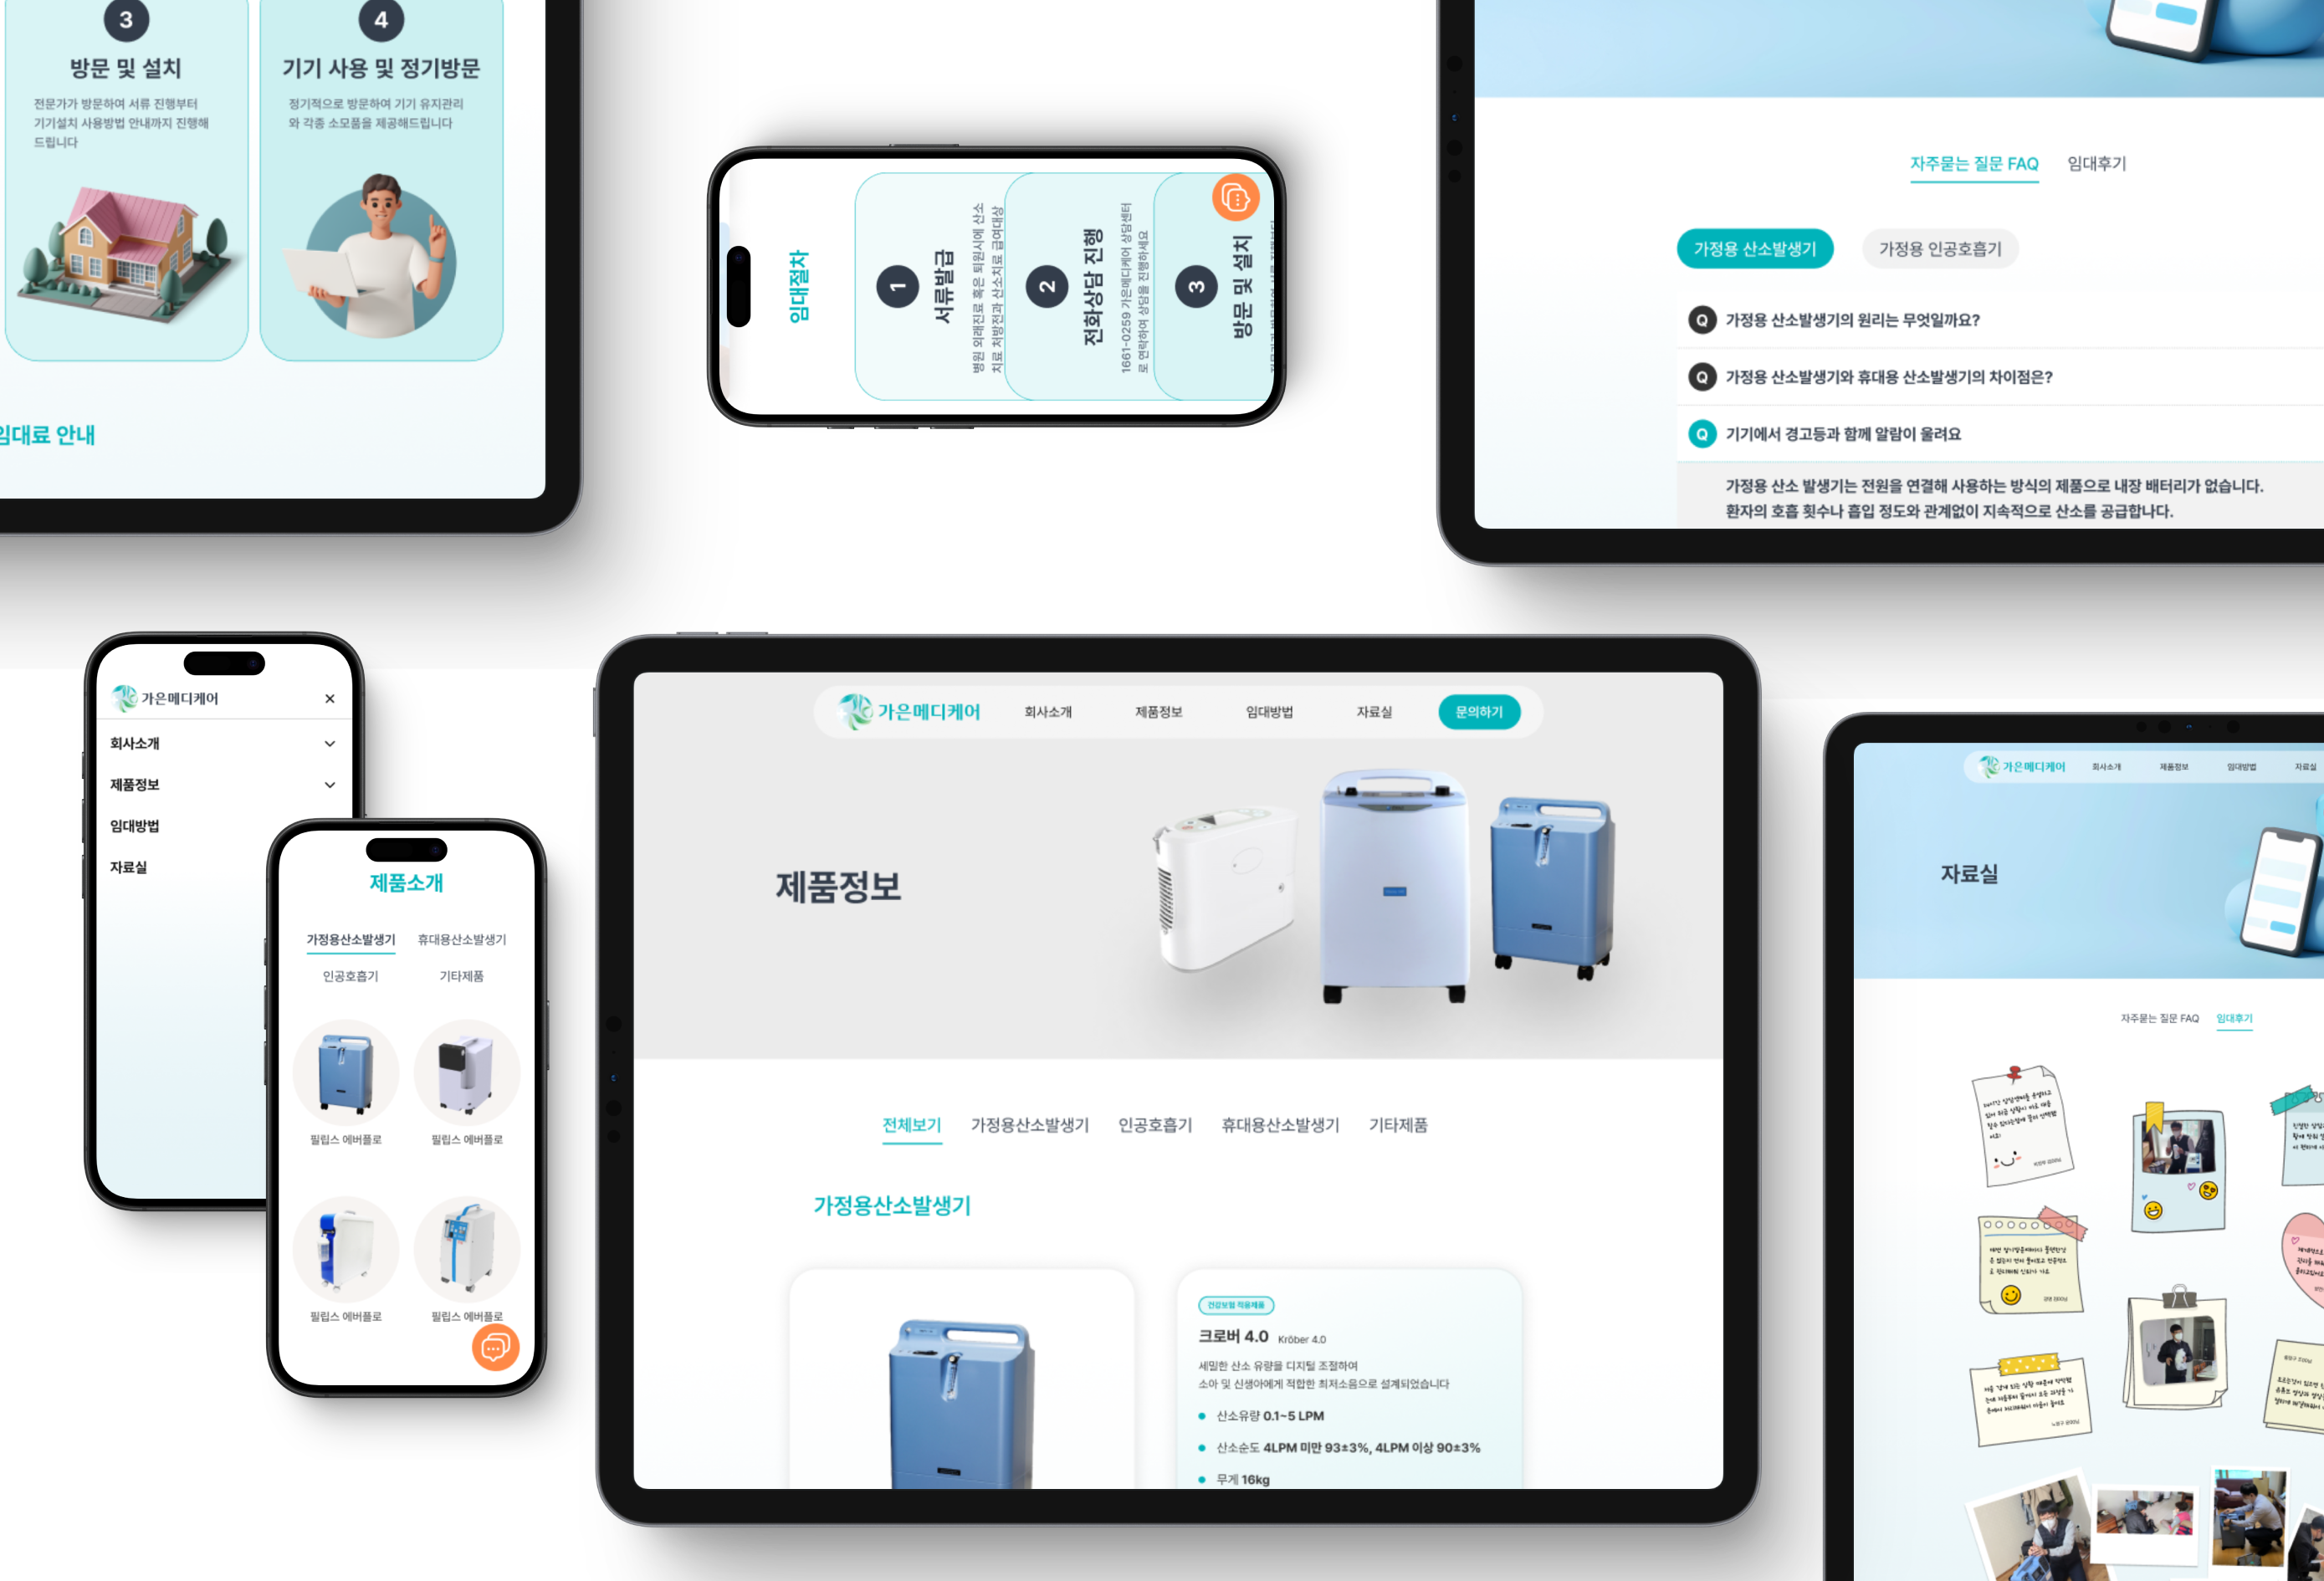 3
방문 및 설치
전문가가 방문하여 서류 진행부터
기기설치 사용방법 안내까지 진행해
드립니다
4
기기 사용 및 정기방문
정기적으로 방문하여 기기 유지관리
와 각종 소모품을 제공해드립니다
임대료 안내
임대절차
1
서류발급
병원 외래진료 혹은 퇴원시에 산소
치료 처방전과 산소치료 급여대상
2
전화상담 진행
1661-0259 가은메디케어 상담센터
로 연락하여 상담을 진행하세요
3
방문 및 설치
자주묻는 질문 FAQ
임대후기
가정용 산소발생기
가정용 인공호흡기
Q 가정용 산소발생기의 원리는 무엇일까요?
Q 가정용 산소발생기와 휴대용 산소발생기의 차이점은?
Q 기기에서 경고등과 함께 알람이 울려요
가정용 산소 발생기는 전원을 연결해 사용하는 방식의 제품으로 내장 배터리가 없습니다.
환자의 호흡 횟수나 흡입 정도와 관계없이 지속적으로 산소를 공급합나다.
가은메디케어
회사소개
제품정보
임대방법
자료실
제품소개
가정용산소발생기 휴대용산소발생기
인공호흡기 기타제품
필립스 에버플로 필립스 에버플로
필립스 에버플로 필립스 에버플로
가은메디케어 회사소개 제품정보 임대방법 자료실 문의하기
제품정보
전체보기 가정용산소발생기 인공호흡기 휴대용산소발생기 기타제품
가정용산소발생기
건강보험 적용제품
크로버 4.0 Kröber 4.0
세밀한 산소 유량을 디지털 조절하여
소아 및 신생아에게 적합한 최저소음으로 설계되었습니다
산소유량 0.1~5 LPM
산소순도 4LPM 미만 93±3%, 4LPM 이상 90±3%
무게 16kg
가은메디케어 회사소개 제품정보 임대방법 자료실
자료실
자주묻는 질문 FAQ 임대후기